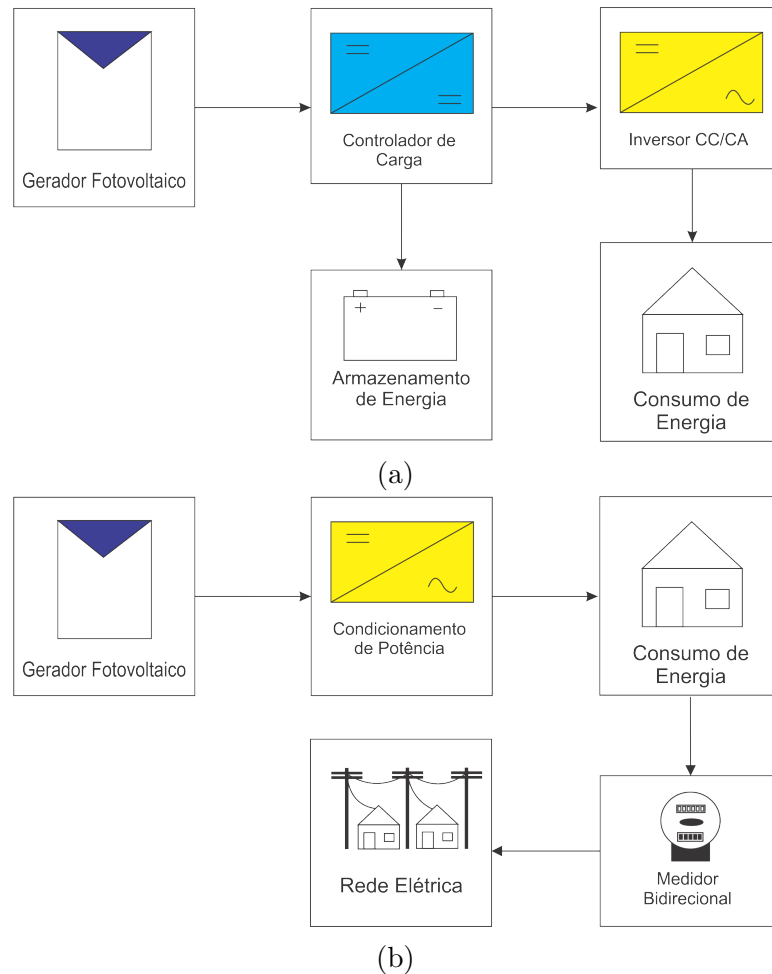 Gerador Fotovoltaico
Controlador de
Carga
Inversor CC/CA
+ −
Armazenamento
de Energia
Consumo de
Energia
(a)
Gerador Fotovoltaico
Condicionamento
de Potência
Consumo de
Energia
Rede Elétrica
Medidor
Bidirecional
(b)